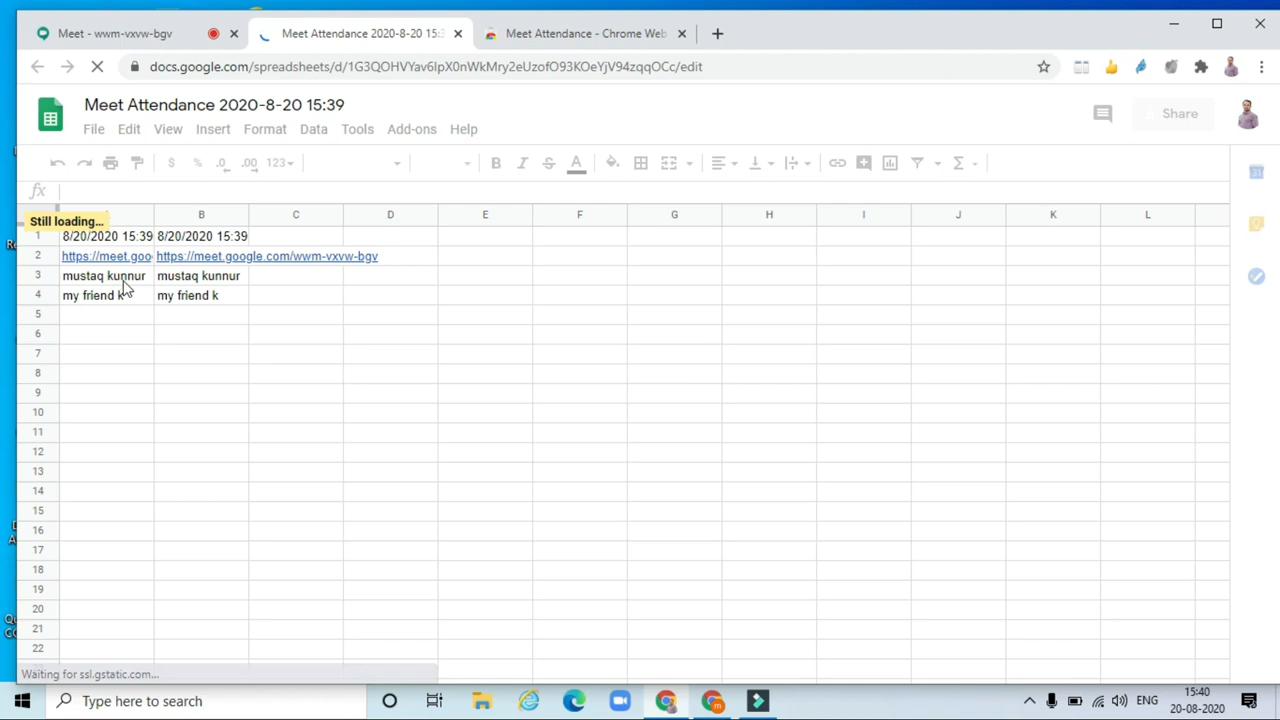 Meet - wwm-vxvw-bgv
Meet Attendance 2020-8-20 15:3
Meet Attendance - Chrome Web
docs.google.com/spreadsheets/d/1G3QOHVYav6IpX0nWkMry2eUzofO93KOeYjV94zqqOCc/edit
Meet Attendance 2020-8-20 15:39
Share
File Edit View Insert Format Data Tools Add-ons Help
$ % .0 .00 123 B I S A Σ
fx
A B C D E F G H I J K L
Still loading...
1 8/20/2020 15:39 8/20/2020 15:39
2 https://meet.goo https://meet.google.com/wwm-vxvw-bgv
3 mustaq kunnur mustaq kunnur
4 my friend k my friend k
5
6
7
8
9
10
11
12
13
14
15
16
17
18
19
20
21
22
Waiting for ssl.gstatic.com...
Type here to search
ENG
15:40
20-08-2020